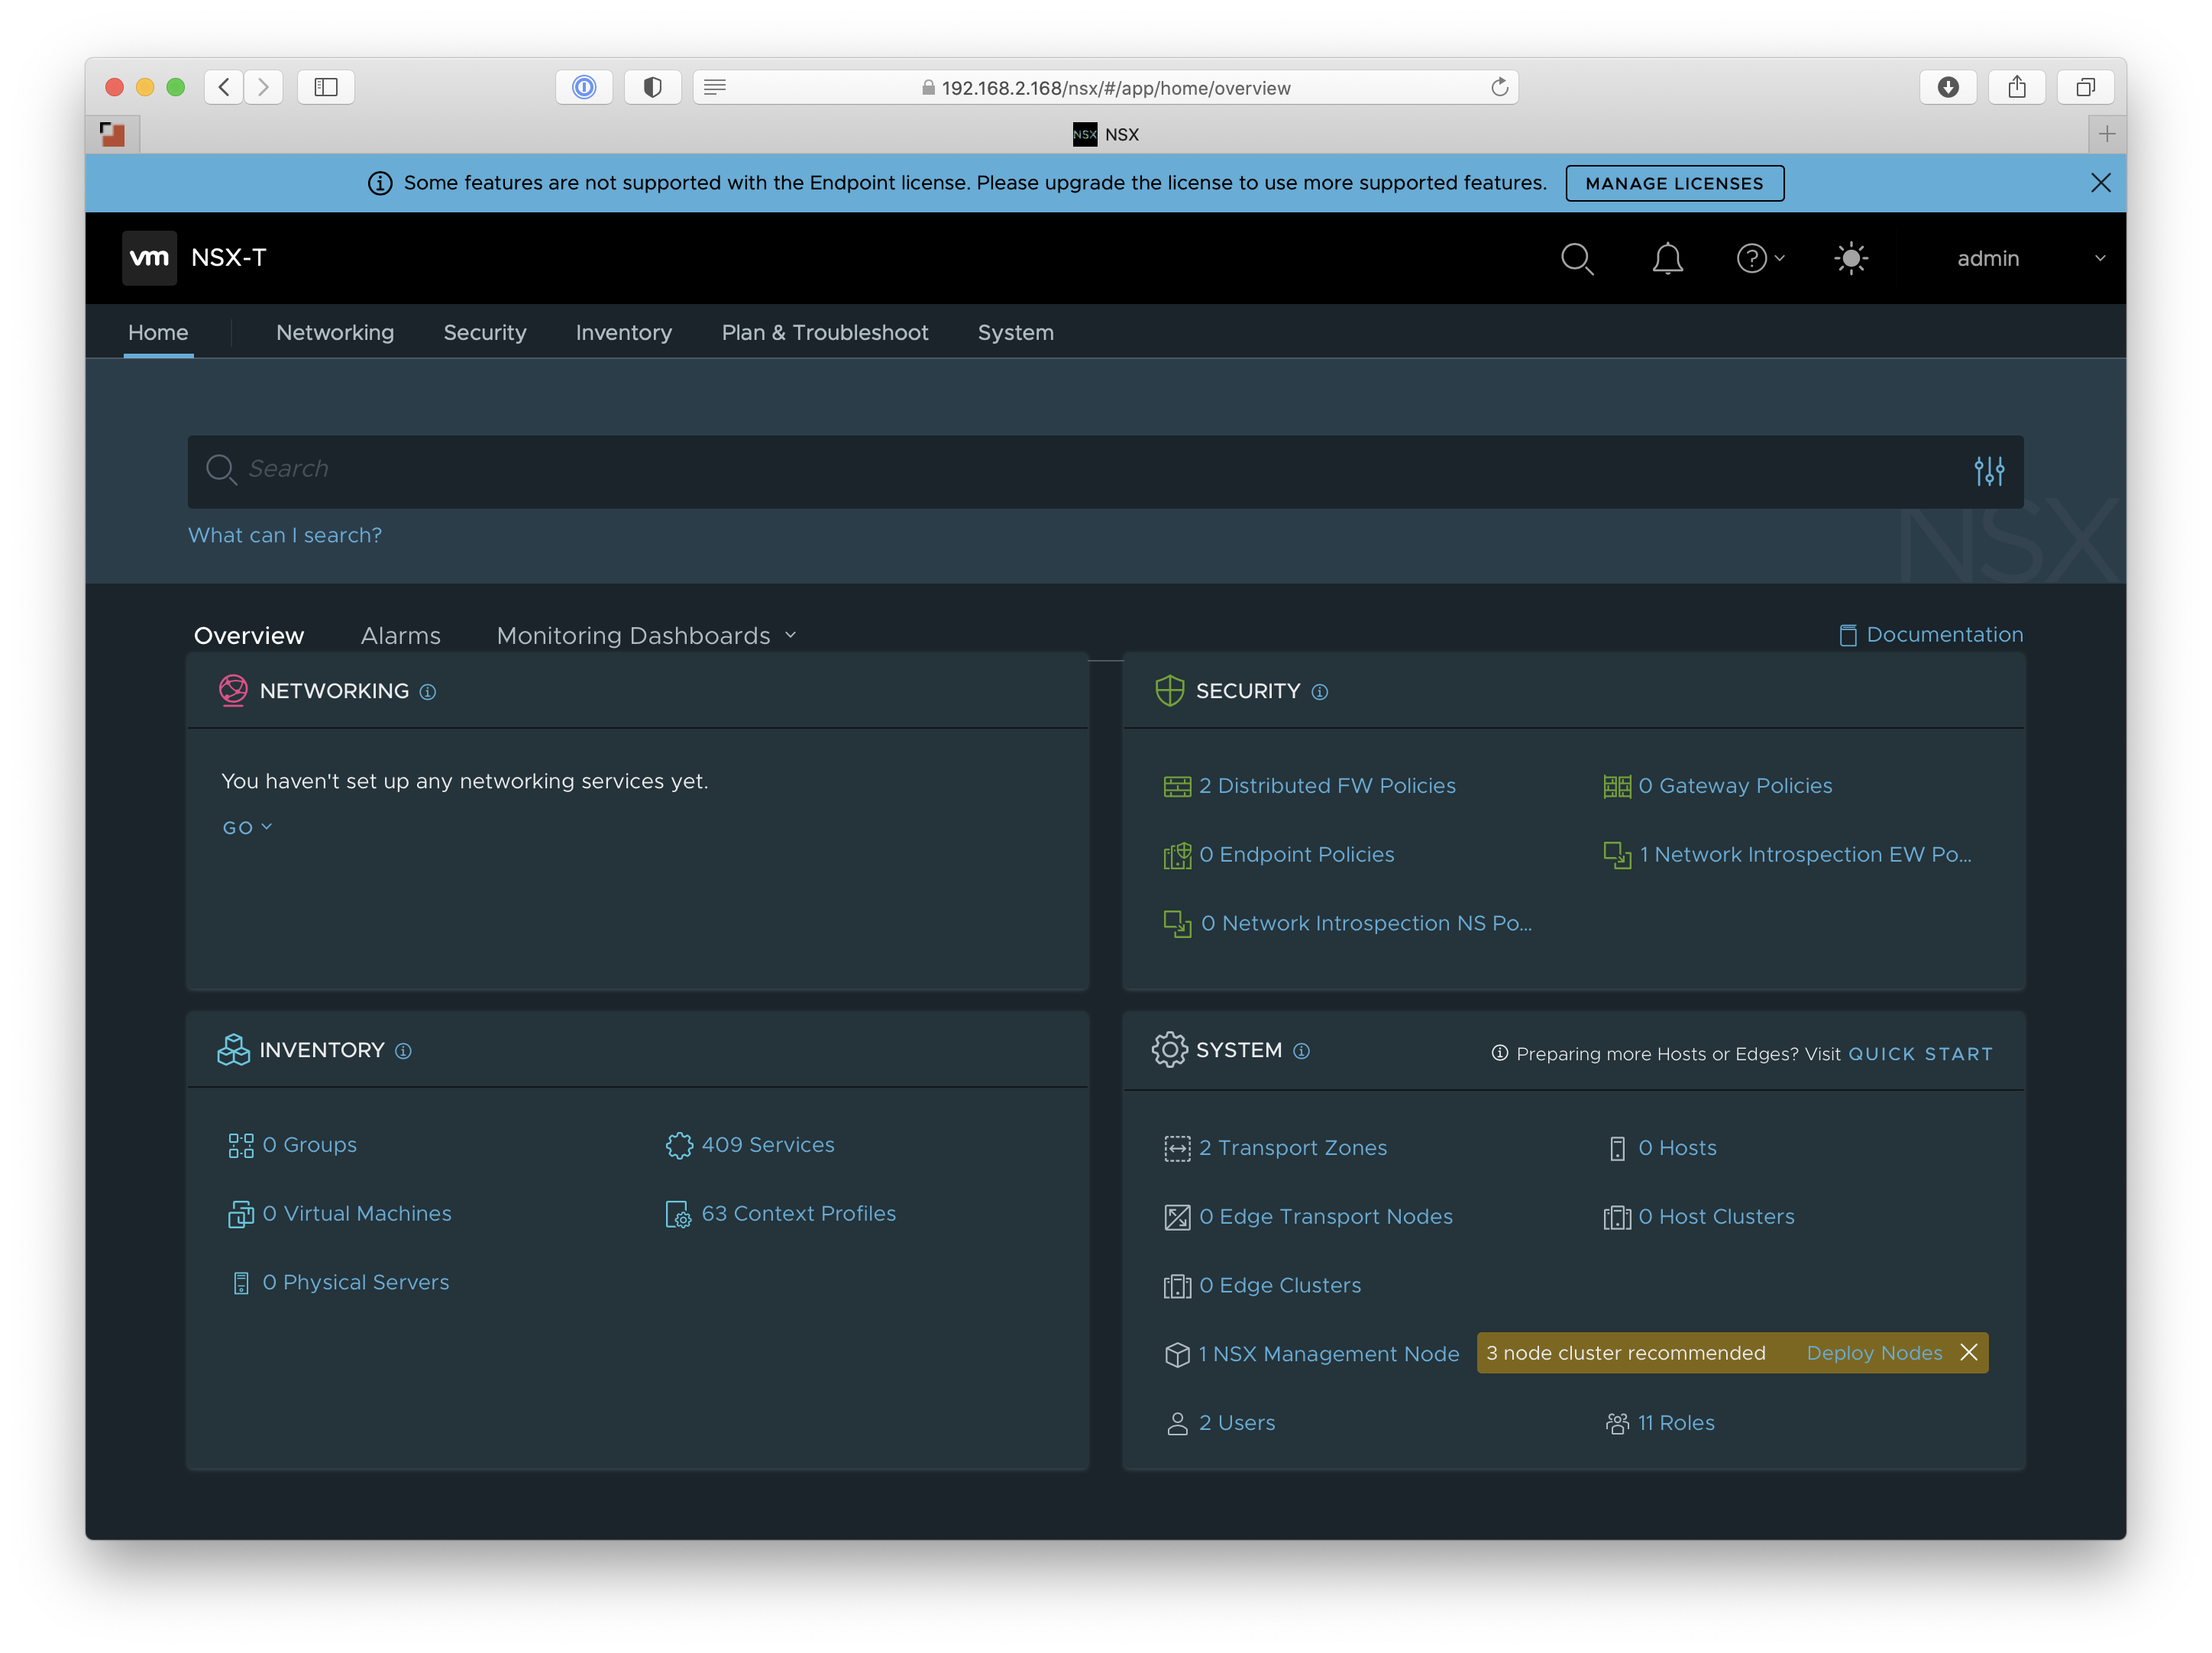 192.168.2.168/nsx/#/app/home/overview
NSX NSX
Some features are not supported with the Endpoint license. Please upgrade the license to use more supported features. MANAGE LICENSES
vm NSX-T
admin
Home Networking Security Inventory Plan & Troubleshoot System
Search
What can I search?
NSX
Overview Alarms Monitoring Dashboards Documentation
NETWORKING
You haven't set up any networking services yet.
GO
SECURITY
2 Distributed FW Policies 0 Gateway Policies
0 Endpoint Policies 1 Network Introspection EW Po...
0 Network Introspection NS Po...
INVENTORY
0 Groups 409 Services
0 Virtual Machines 63 Context Profiles
0 Physical Servers
SYSTEM Preparing more Hosts or Edges? Visit QUICK START
2 Transport Zones 0 Hosts
0 Edge Transport Nodes 0 Host Clusters
0 Edge Clusters
1 NSX Management Node 3 node cluster recommended Deploy Nodes
2 Users 11 Roles